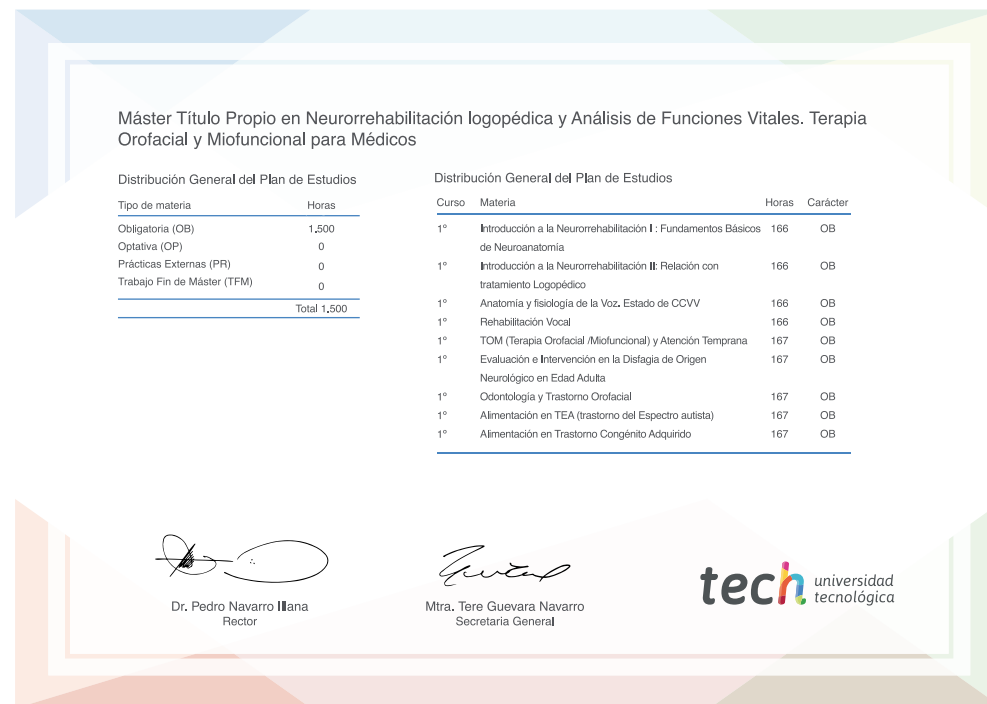 Máster Título Propio en Neurorrehabilitación logopédica y Análisis de Funciones Vitales. Terapia
Orofacial y Miofuncional para Médicos
Distribución General del Plan de Estudios
Tipo de materia Horas
Obligatoria (OB) 1.500
Optativa (OP) 0
Prácticas Externas (PR) 0
Trabajo Fin de Máster (TFM) 0
Total 1.500
Distribución General del Plan de Estudios
Curso Materia Horas Carácter
1º Introducción a la Neurorrehabilitación I : Fundamentos Básicos 166 OB
de Neuroanatomía
1º Introducción a la Neurorrehabilitación II: Relación con 166 OB
tratamiento Logopédico
1º Anatomía y fisiología de la Voz. Estado de CCVV 166 OB
1º Rehabilitación Vocal 166 OB
1º TOM (Terapia Orofacial /Miofuncional) y Atención Temprana 167 OB
1º Evaluación e Intervención en la Disfagia de Origen 167 OB
Neurológico en Edad Adulta
1º Odontología y Trastorno Orofacial 167 OB
1º Alimentación en TEA (trastorno del Espectro autista) 167 OB
1º Alimentación en Trastorno Congénito Adquirido 167 OB
Dr. Pedro Navarro Illana
Rector
Mtra. Tere Guevara Navarro
Secretaria General
tech universidad
tecnológica